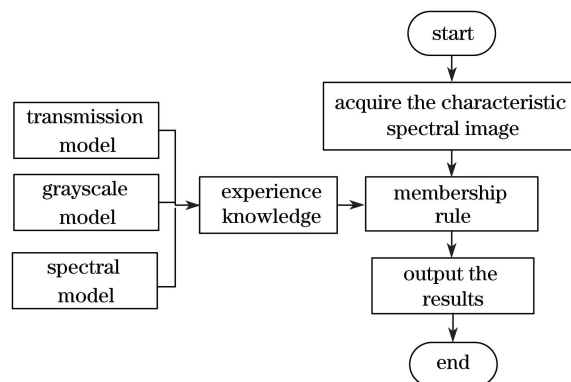 start
acquire the characteristic
spectral image
transmission
model
grayscale
model
spectral
model
experience
knowledge
membership
rule
output the
results
end